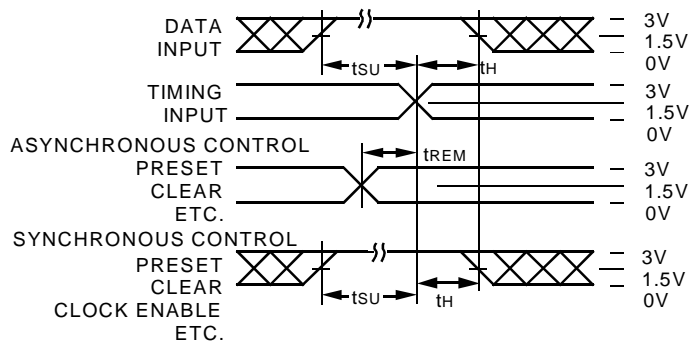 DATA
INPUT
tSU
tH
3V
1.5V
0V
TIMING
INPUT
3V
1.5V
0V
ASYNCHRONOUS CONTROL
PRESET
CLEAR
ETC.
tREM
3V
1.5V
0V
SYNCHRONOUS CONTROL
PRESET
CLEAR
CLOCK ENABLE
ETC.
tSU
tH
3V
1.5V
0V